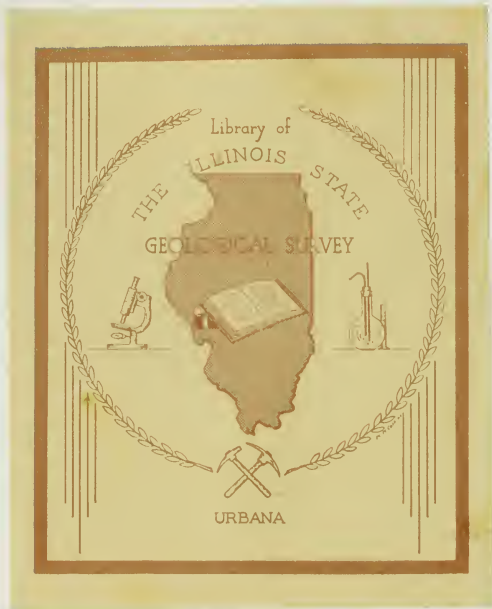 Library of
THE ILLINOIS STATE
GEOLOGICAL SURVEY
URBANA